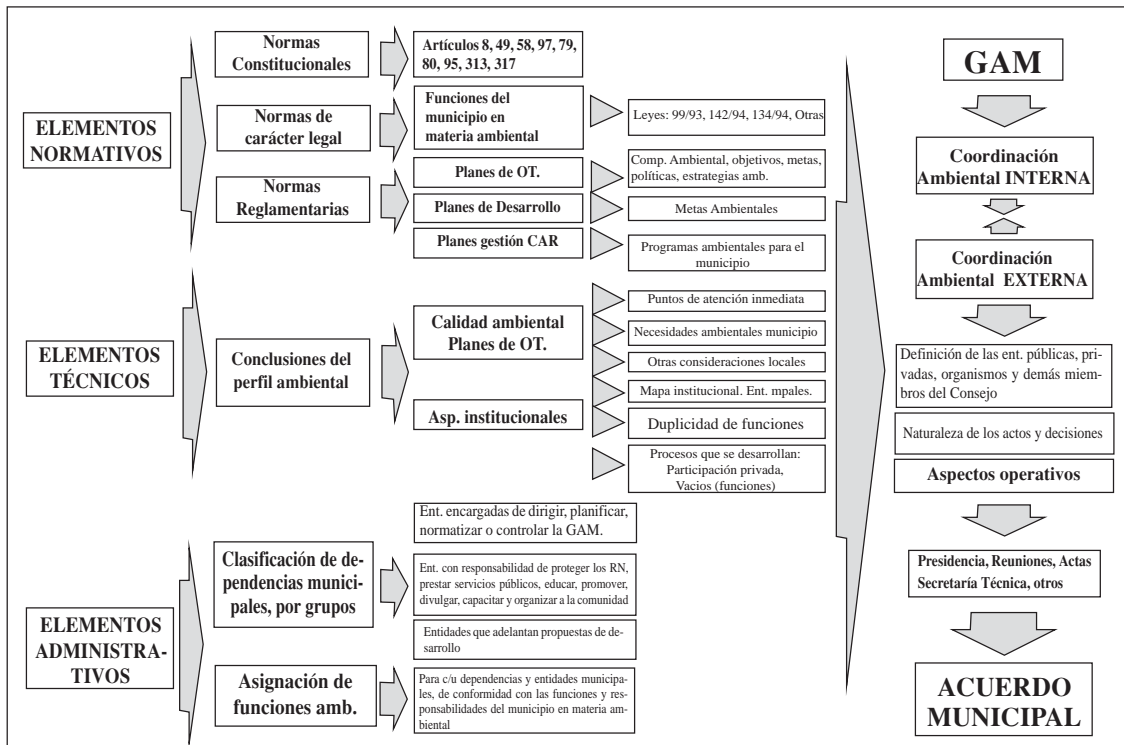 ELEMENTOS
NORMATIVOS
Normas
Constitucionales
Artículos 8, 49, 58, 97, 79,
80, 95, 313, 317
Normas de
carácter legal
Funciones del
municipio en
materia ambiental
Leyes: 99/93, 142/94, 134/94, Otras
Normas
Reglamentarias
Planes de OT.
Comp. Ambiental, objetivos, metas,
políticas, estrategias amb.
Planes de Desarrollo
Metas Ambientales
Planes gestión CAR
Programas ambientales para el
municipio
ELEMENTOS
TÉCNICOS
Conclusiones del
perfil ambiental
Calidad ambiental
Planes de OT.
Puntos de atención inmediata
Necesidades ambientales municipio
Otras consideraciones locales
Asp. institucionales
Mapa institucional. Ent. mpales.
Duplicidad de funciones
Procesos que se desarrollan:
Participación privada,
Vacios (funciones)
ELEMENTOS
ADMINISTRA-
TIVOS
Clasificación de de-
pendencias munici-
pales, por grupos
Ent. encargadas de dirigir, planificar,
normatizar o controlar la GAM.
Ent. con responsabilidad de proteger los RN,
prestar servicios públicos, educar, promover,
divulgar, capacitar y organizar a la comunidad
Entidades que adelantan propuestas de de-
sarrollo
Asignación de
funciones amb.
Para c/u dependencias y entidades municipa-
les, de conformidad con las funciones y res-
ponsabilidades del municipio en materia am-
biental
GAM
Coordinación
Ambiental INTERNA
Coordinación
Ambiental EXTERNA
Definición de las ent. públicas, pri-
vadas, organismos y demás miem-
bros del Consejo
Naturaleza de los actos y decisiones
Aspectos operativos
Presidencia, Reuniones, Actas
Secretaría Técnica, otros
ACUERDO
MUNICIPAL